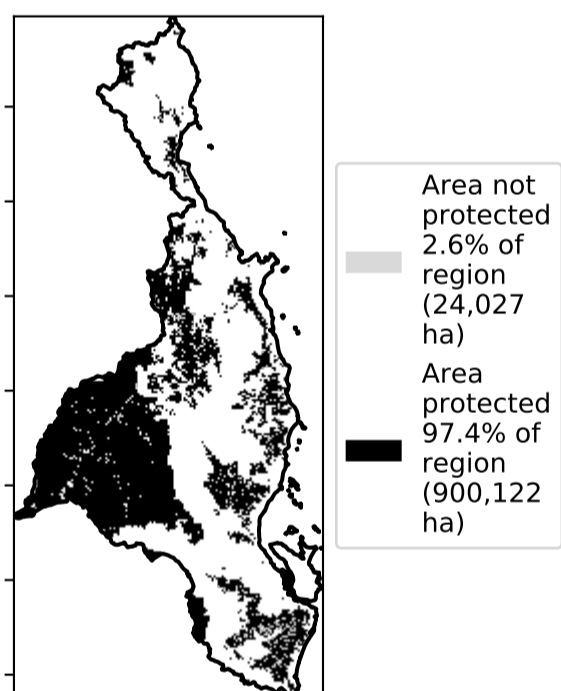 Area not
protected
2.6% of
region
(24,027
ha)
Area
protected
97.4% of
region
(900,122
ha)